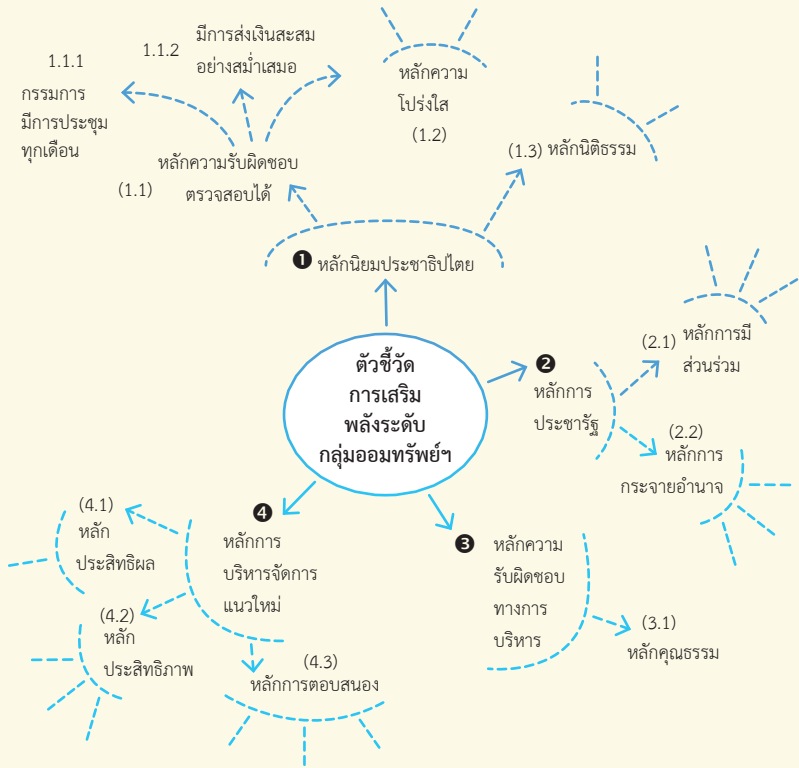 ตัวชี้วัด
การเสริม
พลังระดับ
กลุ่มออมทรัพย์ฯ
❶ หลักนิยมประชาธิปไตย
(1.1)
หลักความรับผิดชอบ
ตรวจสอบได้
1.1.1
กรรมการ
มีการประชุม
ทุกเดือน
1.1.2
มีการส่งเงินสะสม
อย่างสม่ำเสมอ
หลักความ
โปร่งใส
(1.2)
(1.3) หลักนิติธรรม
❷
หลักการ
ประชารัฐ
(2.1)
หลักการมี
ส่วนร่วม
(2.2)
หลักการ
กระจายอำนาจ
❸
หลักความ
รับผิดชอบ
ทางการ
บริหาร
(3.1)
หลักคุณธรรม
❹
หลักการ
บริหารจัดการ
แนวใหม่
(4.1)
หลัก
ประสิทธิผล
(4.2)
หลัก
ประสิทธิภาพ
(4.3)
หลักการตอบสนอง